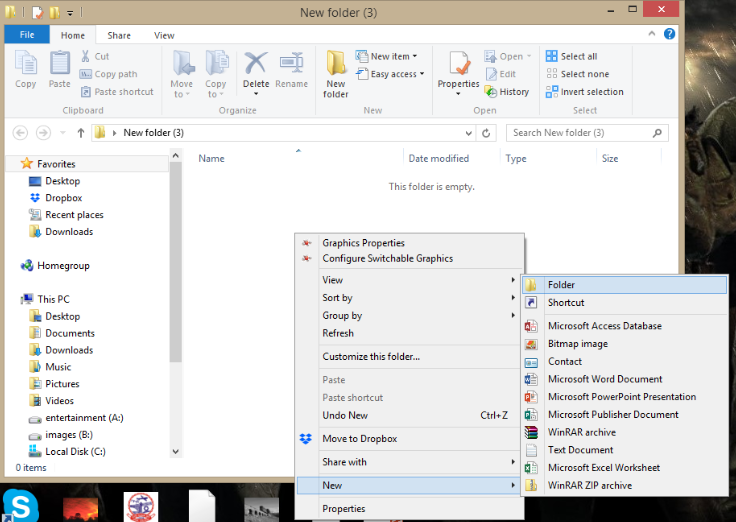 New folder (3)
File
Home
Share
View
Copy
Paste
Cut
Copy path
Paste shortcut
Clipboard
Move
to
Copy
to
Delete
Rename
Organize
New
folder
New item
Easy access
New
Properties
Open
Edit
History
Open
Select all
Select none
Invert selection
Select
New folder (3)
Search New folder (3)
Favorites
Desktop
Dropbox
Recent places
Downloads
Homegroup
This PC
Desktop
Documents
Downloads
Music
Pictures
Videos
entertainment (A:)
images (B:)
Local Disk (C:)
0 items
Name
Date modified
Type
Size
This folder is empty.
Graphics Properties
Configure Switchable Graphics
View
Sort by
Group by
Refresh
Customize this folder...
Paste
Paste shortcut
Undo New Ctrl+Z
Move to Dropbox
Share with
New
Properties
Folder
Shortcut
Microsoft Access Database
Bitmap image
Contact
Microsoft Word Document
Microsoft PowerPoint Presentation
Microsoft Publisher Document
WinRAR archive
Text Document
Microsoft Excel Worksheet
WinRAR ZIP archive